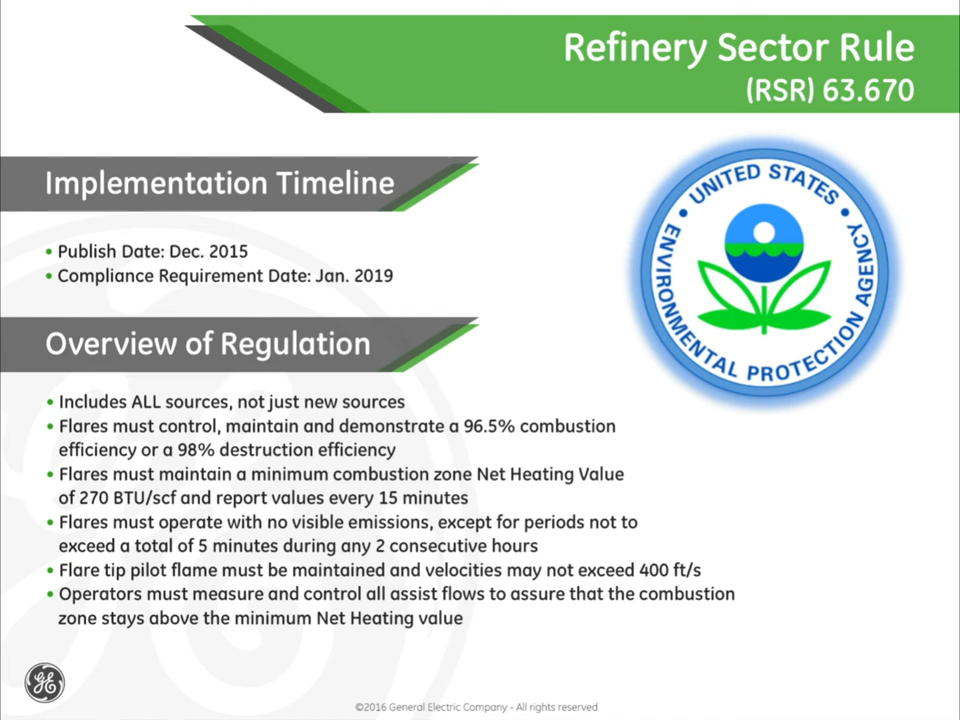 Refinery Sector Rule
(RSR) 63.670
Implementation Timeline
• Publish Date: Dec. 2015
• Compliance Requirement Date: Jan. 2019
UNITED STATES
ENVIRONMENTAL PROTECTION AGENCY
Overview of Regulation
• Includes ALL sources, not just new sources
• Flares must control, maintain and demonstrate a 96.5% combustion
efficiency or a 98% destruction efficiency
• Flares must maintain a minimum combustion zone Net Heating Value
of 270 BTU/scf and report values every 15 minutes
• Flares must operate with no visible emissions, except for periods not to
exceed a total of 5 minutes during any 2 consecutive hours
• Flare tip pilot flame must be maintained and velocities may not exceed 400 ft/s
• Operators must measure and control all assist flows to assure that the combustion
zone stays above the minimum Net Heating value
GE
©2016 General Electric Company - All rights reserved